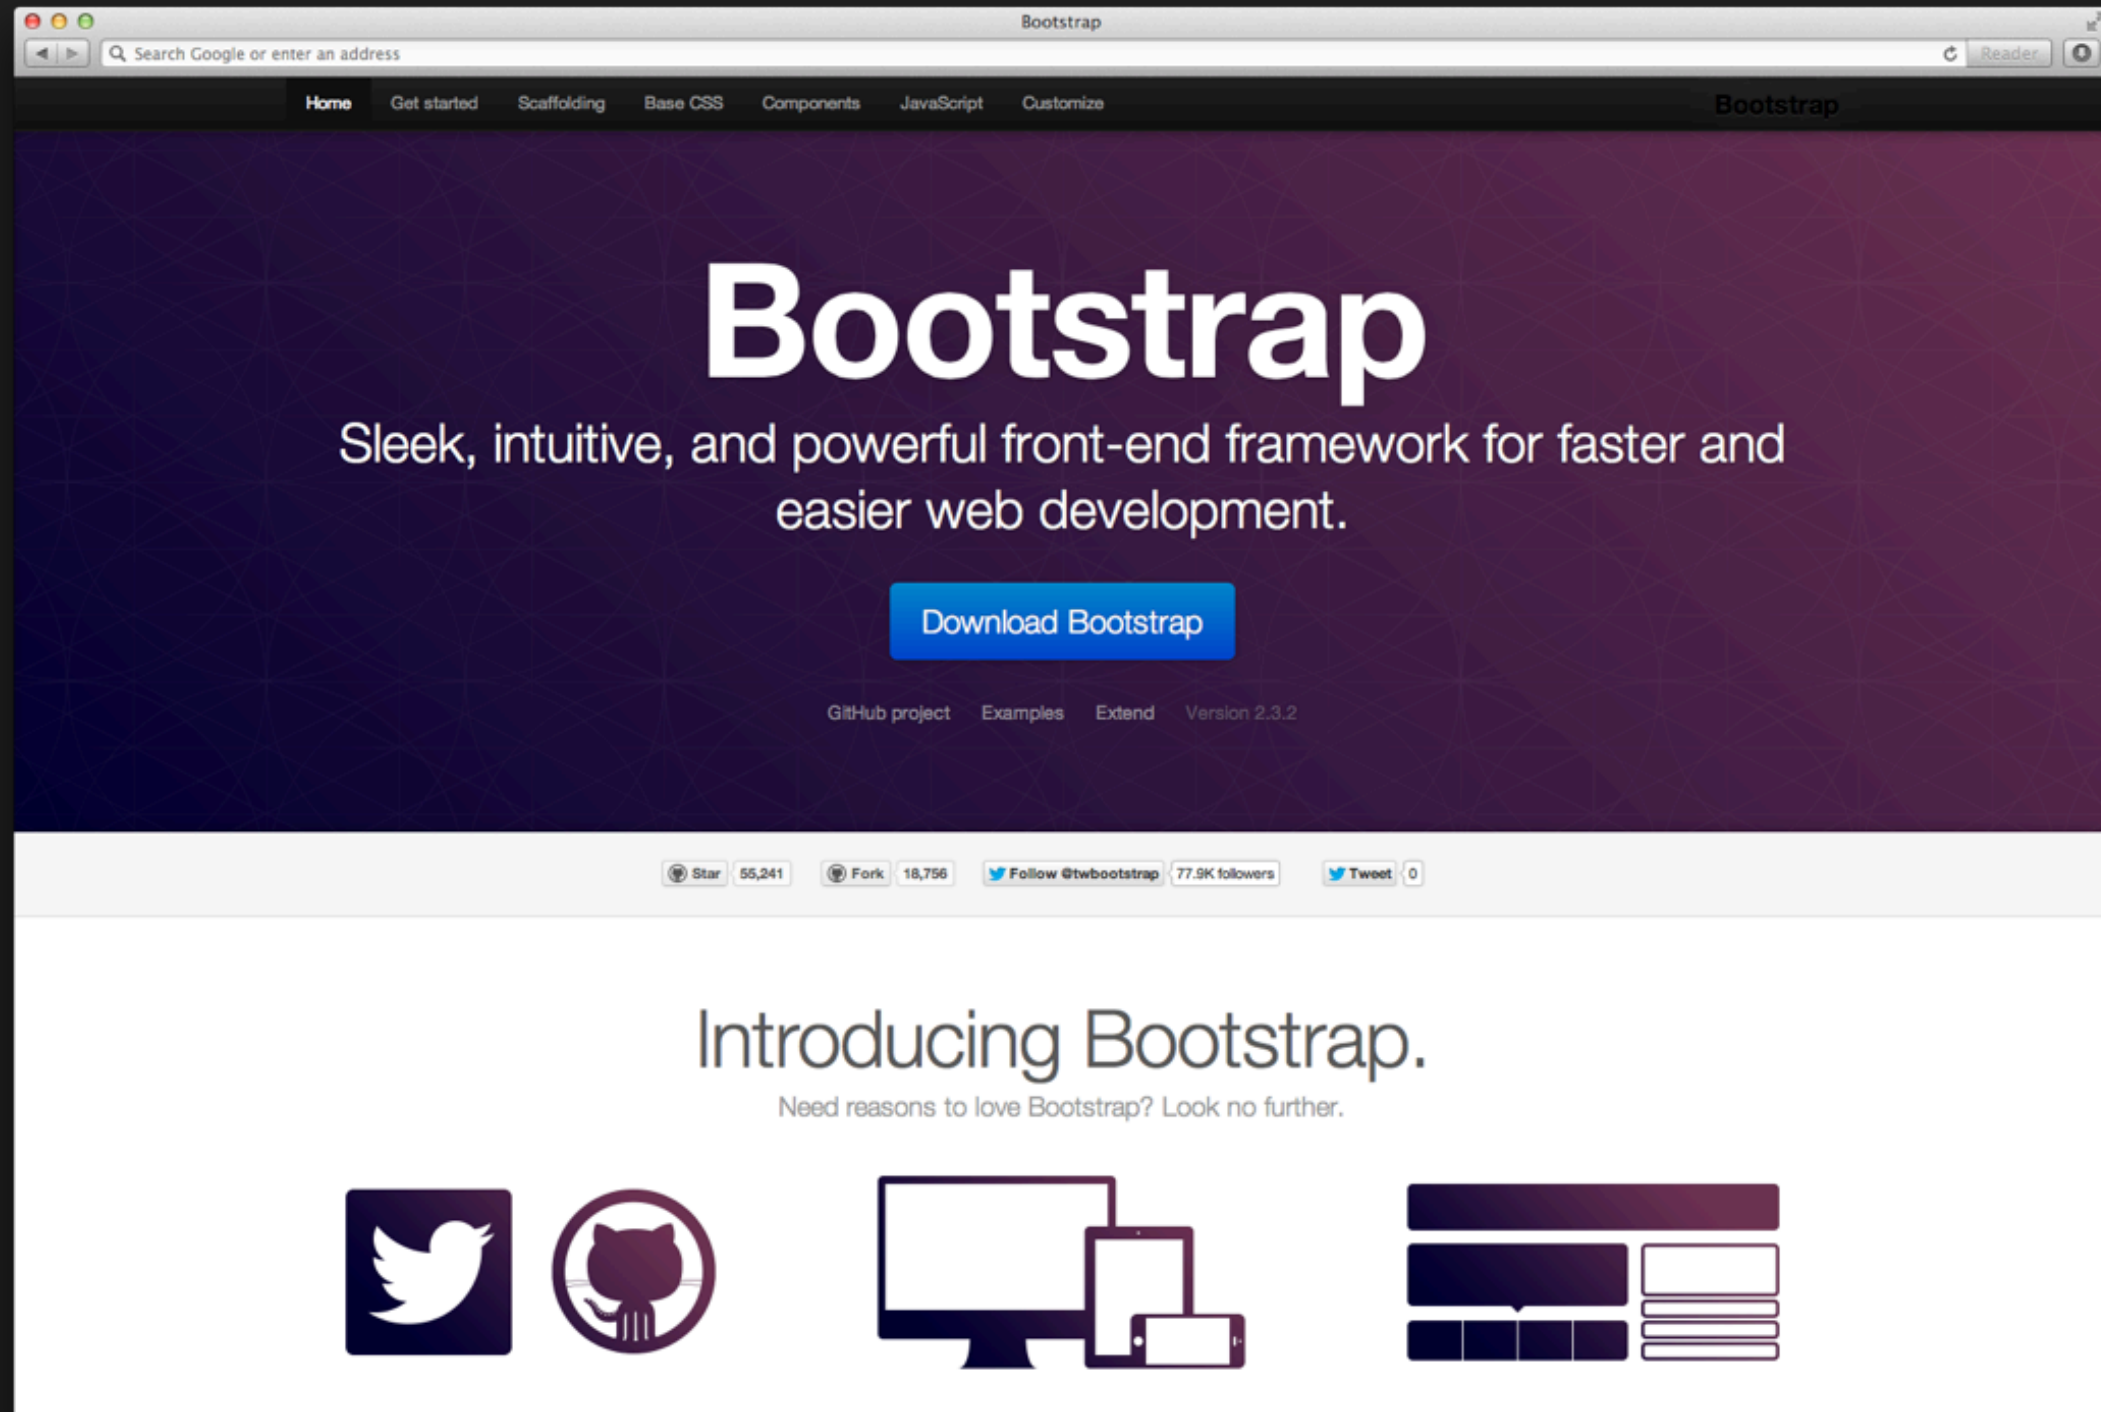 Bootstrap
Search Google or enter an address
Reader
Home Get started Scaffolding Base CSS Components JavaScript Customize Bootstrap
Bootstrap
Sleek, intuitive, and powerful front-end framework for faster and
easier web development.
Download Bootstrap
GitHub project Examples Extend Version 2.3.2
Star 55,241 Fork 18,756 Follow @twbootstrap 77.9K followers Tweet 0
Introducing Bootstrap.
Need reasons to love Bootstrap? Look no further.